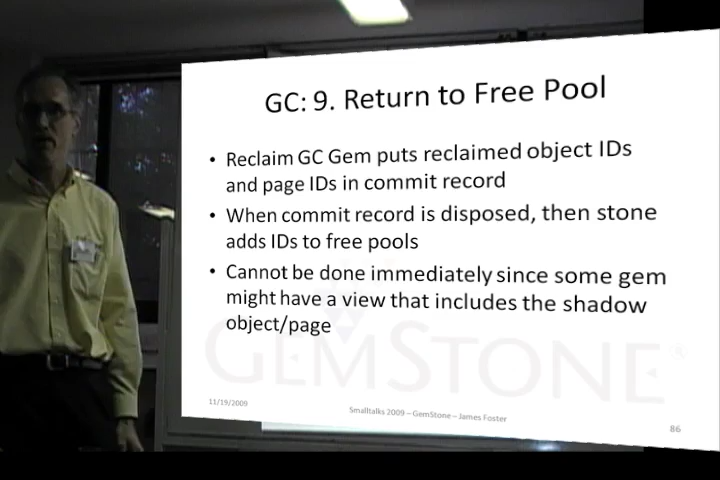 GC: 9. Return to Free Pool
• Reclaim GC Gem puts reclaimed object IDs
and page IDs in commit record
• When commit record is disposed, then stone
adds IDs to free pools
• Cannot be done immediately since some gem
might have a view that includes the shadow
object/page
GEMSTONE
11/19/2009
Smalltalks 2009 – GemStone – James Foster
86